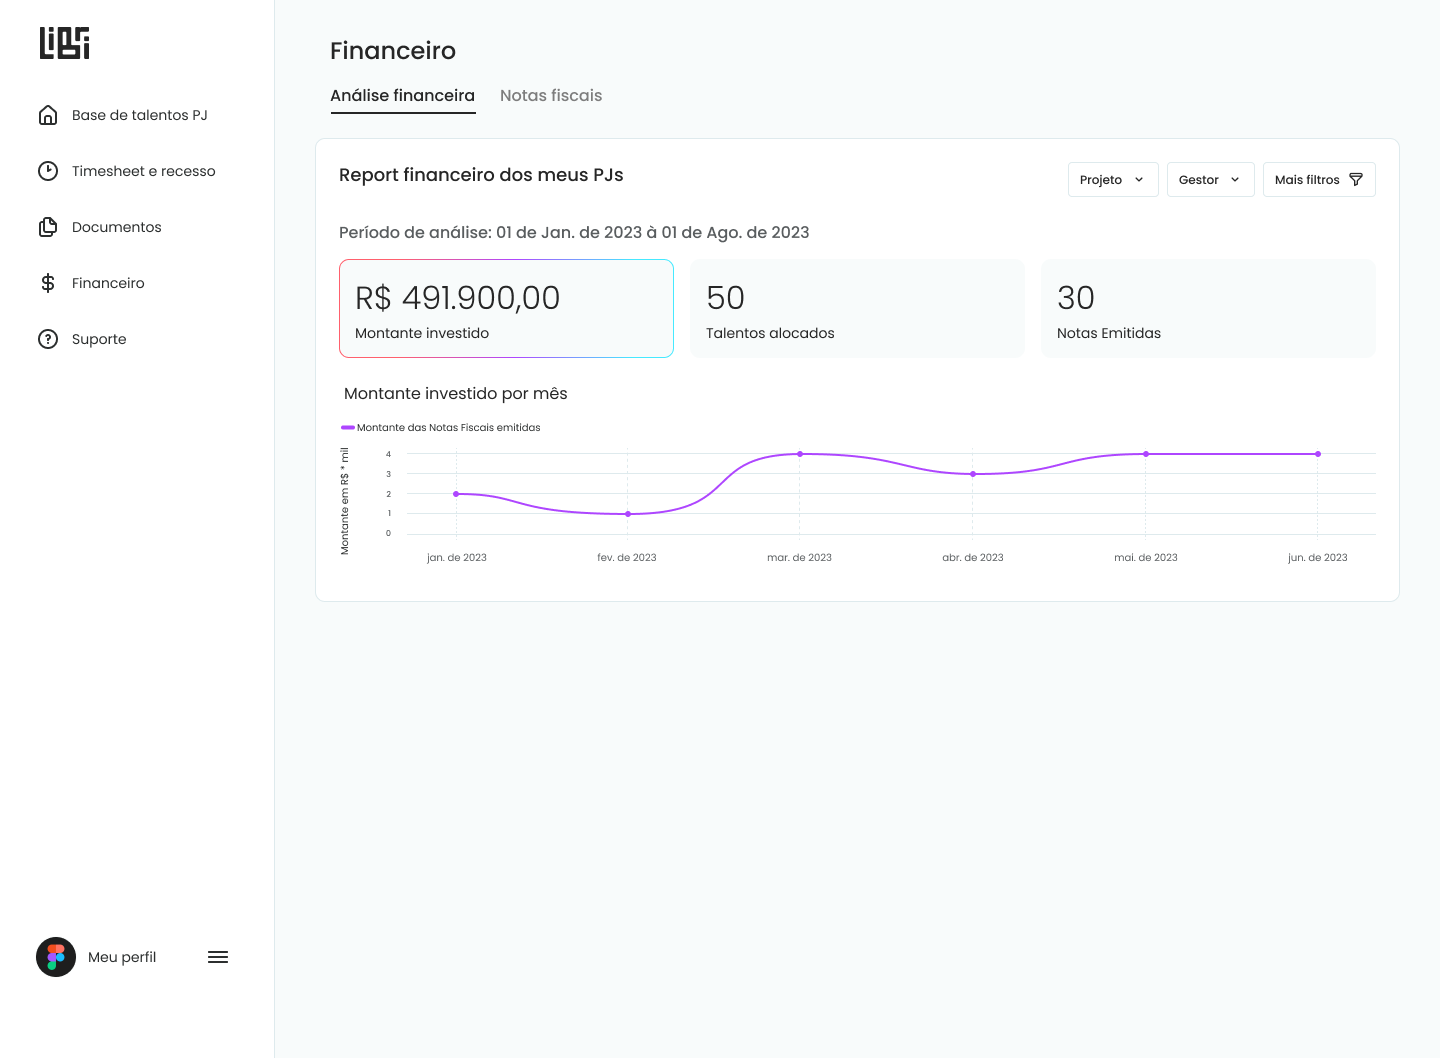 Libri
Base de talentos PJ
Timesheet e recesso
Documentos
Financeiro
Suporte
Meu perfil
Financeiro
Análise financeira
Notas fiscais
Report financeiro dos meus PJs
Projeto
Gestor
Mais filtros
Período de análise: 01 de Jan. de 2023 à 01 de Ago. de 2023
R$ 491.900,00
Montante investido
50
Talentos alocados
30
Notas Emitidas
Montante investido por mês
Montante das Notas Fiscais emitidas
Montante em R$ * mil
4
3
2
1
0
jan. de 2023
fev. de 2023
mar. de 2023
abr. de 2023
mai. de 2023
jun. de 2023